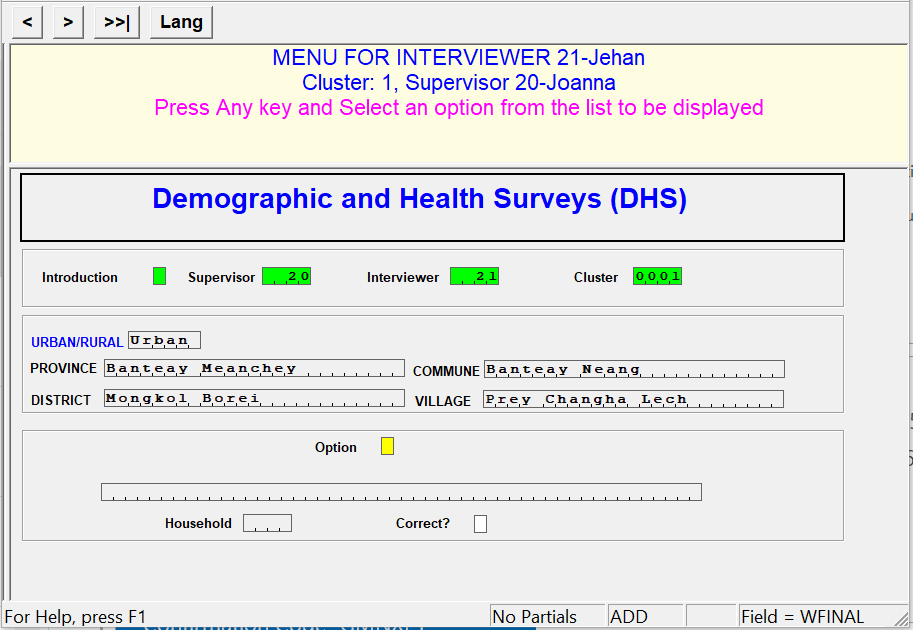 < > >>| Lang
MENU FOR INTERVIEWER 21-Jehan
Cluster: 1, Supervisor 20-Joanna
Press Any key and Select an option from the list to be displayed
Demographic and Health Surveys (DHS)
Introduction Supervisor 20 Interviewer 21 Cluster 0001
URBAN/RURAL Urban
PROVINCE Banteay Meanchey COMMUNE Banteay Neang
DISTRICT Mongkol Borei VILLAGE Prey Changha Lech
Option
Household Correct?
For Help, press F1 No Partials ADD Field = WFINAL